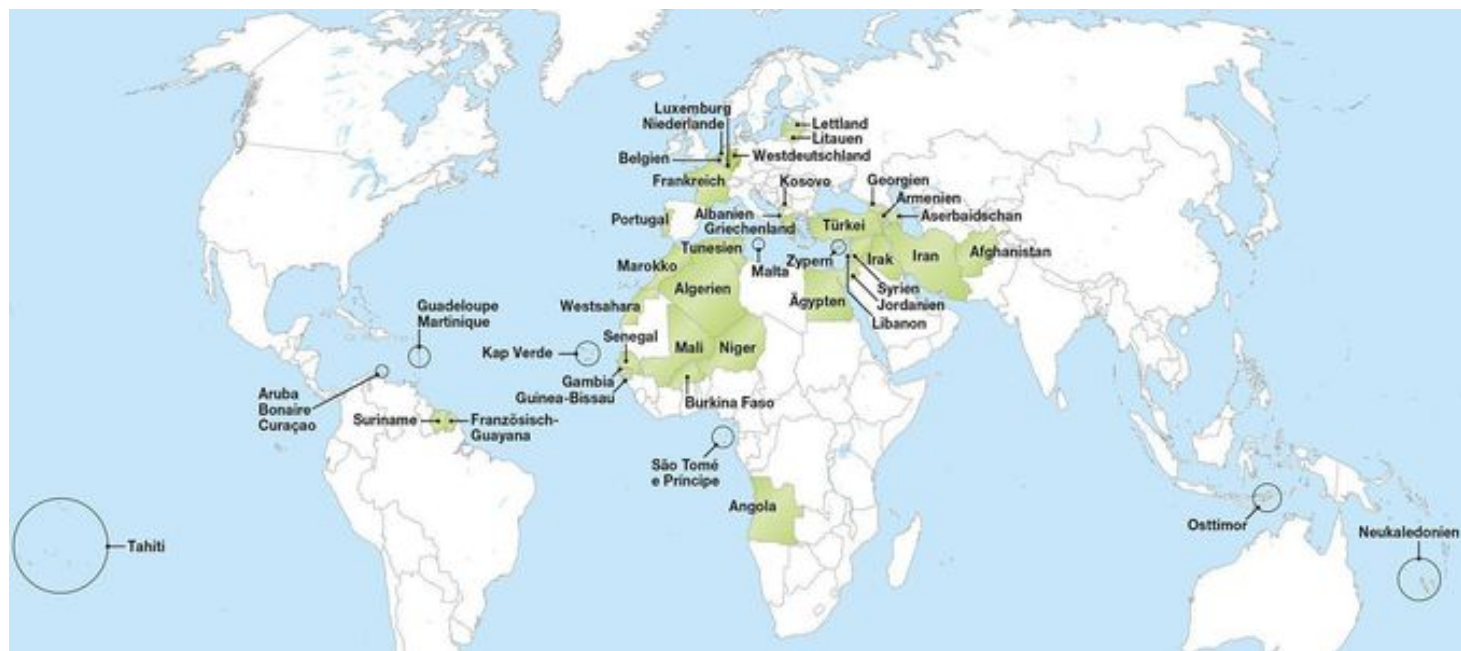 Luxemburg
Niederlande
Lettland
Litauen
Belgien
Westdeutschland
Frankreich
Kosovo
Georgien
Armenien
Portugal
Albanien
Griechenland
Aserbaidschan
Türkei
Tunesien
Marokko
Malta
Zypern
Irak
Iran
Afghanistan
Algerien
Syrien
Jordanien
Libanon
Ägypten
Westsahara
Guadeloupe
Martinique
Senegal
Kap Verde
Mali
Niger
Gambia
Guinea-Bissau
Burkina Faso
Aruba
Bonaire
Curaçao
Suriname
Französisch-
Guayana
São Tomé
e Príncipe
Angola
Osttimor
Neukaledonien
Tahiti